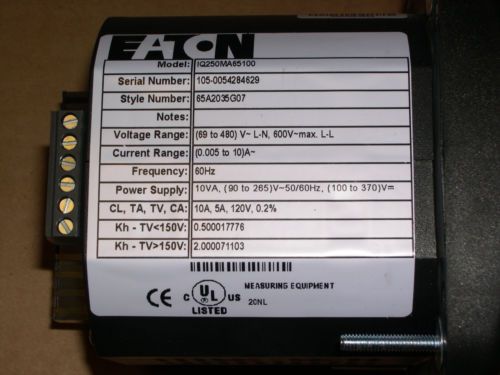 EATON
Model: IQ250MA65100
Serial Number: 105-0054284629
Style Number: 65A2035G07
Notes:
Voltage Range: (69 to 480) V~ L-N, 600V~max. L-L
Current Range: (0.005 to 10)A~
Frequency: 60Hz
Power Supply: 10VA, (90 to 265)V~50/60Hz, (100 to 370)V⎓
CL, TA, TV, CA: 10A, 5A, 120V, 0.2%
Kh - TV<150V: 0.500017776
Kh - TV>150V: 2.000071103
CE C UL US LISTED
MEASURING EQUIPMENT
20NL